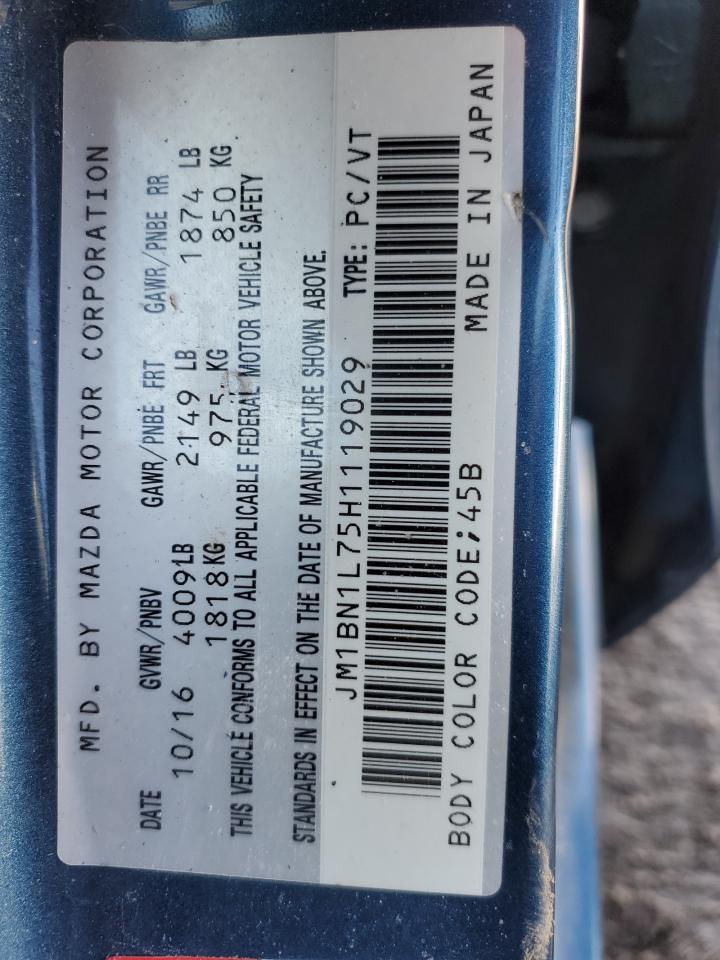 MFD. BY MAZDA MOTOR CORPORATION
DATE GVWR/PNBV GAWR/PNBE FRT GAWR/PNBE RR
10/16 4009LB 2149 LB 1874 LB
1818KG 975 KG 850 KG
THIS VEHICLE CONFORMS TO ALL APPLICABLE FEDERAL MOTOR VEHICLE SAFETY
STANDARDS IN EFFECT ON THE DATE OF MANUFACTURE SHOWN ABOVE.
JM1BN1L75H1119029 TYPE: PC/VT
BODY COLOR CODE;45B MADE IN JAPAN